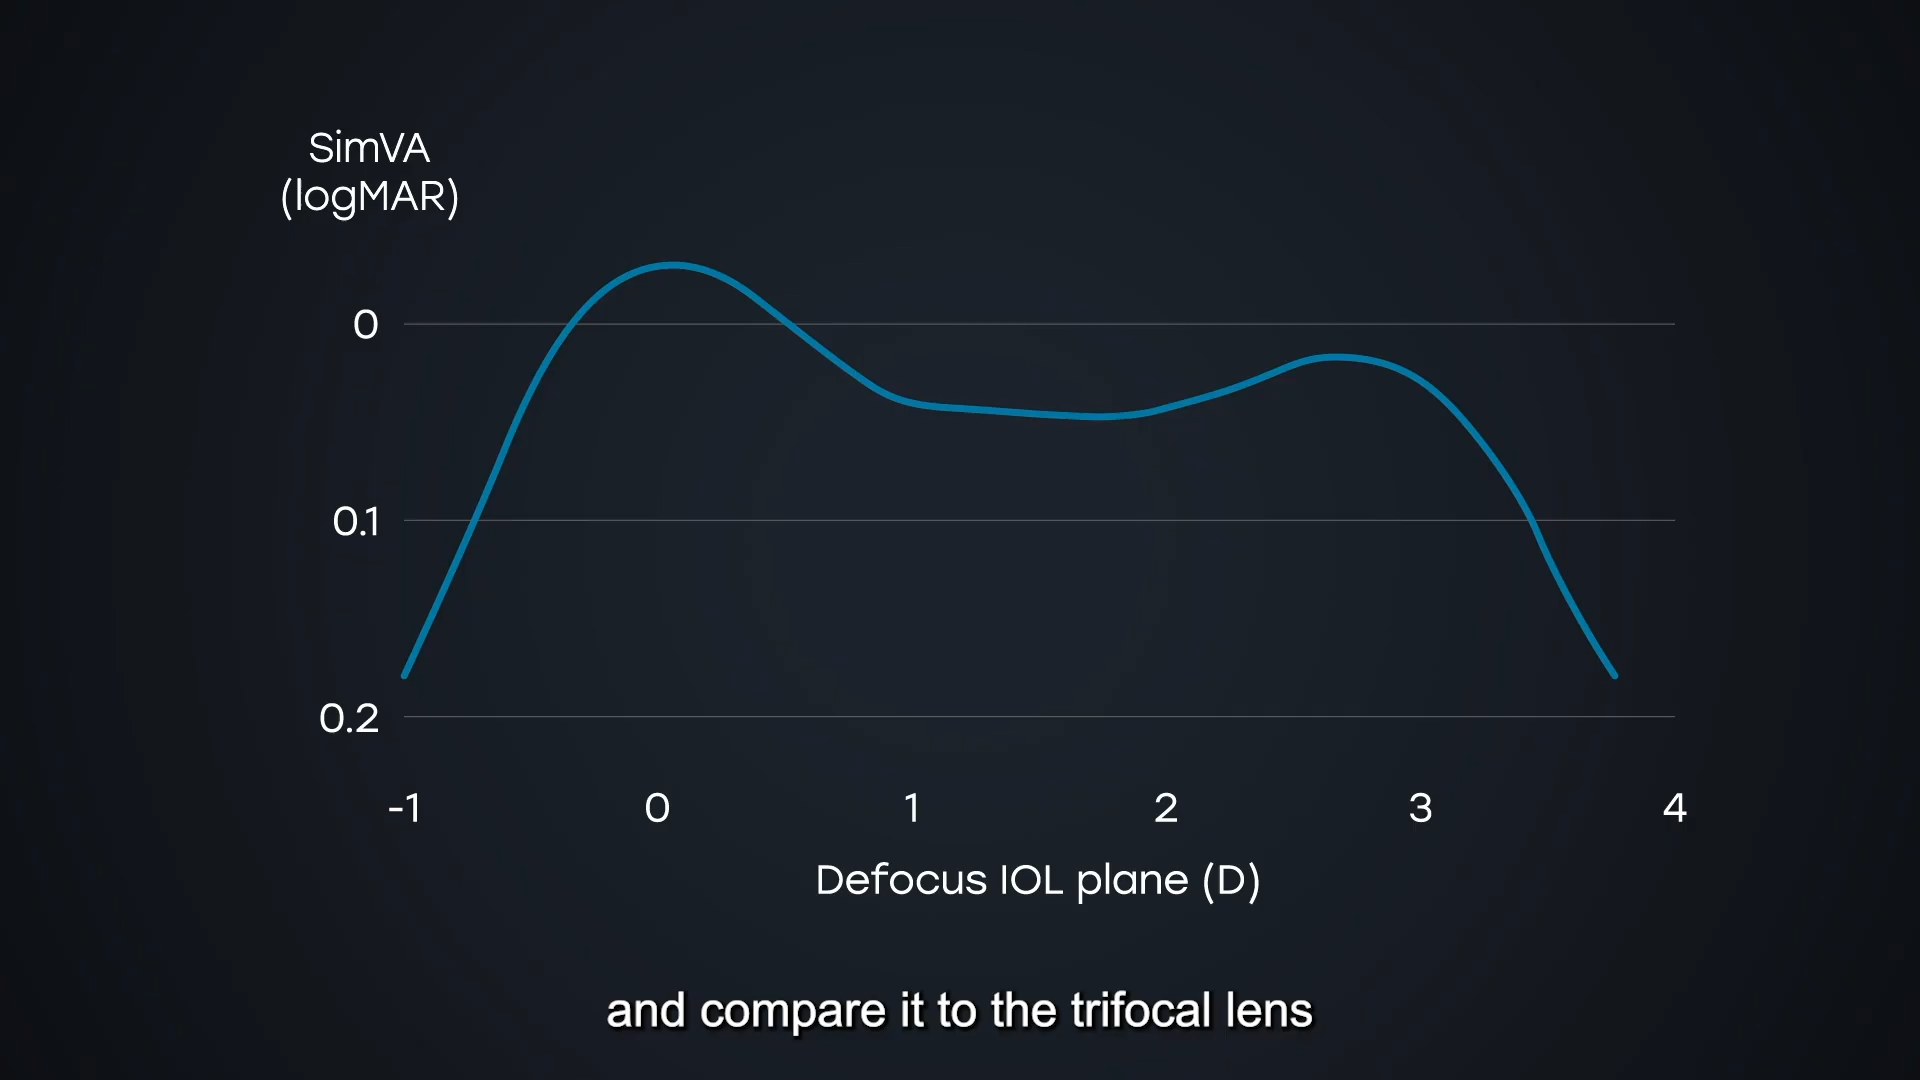 SimVA
(logMAR)
0
0.1
0.2
-1 0 1 2 3 4
Defocus IOL plane (D)
and compare it to the trifocal lens